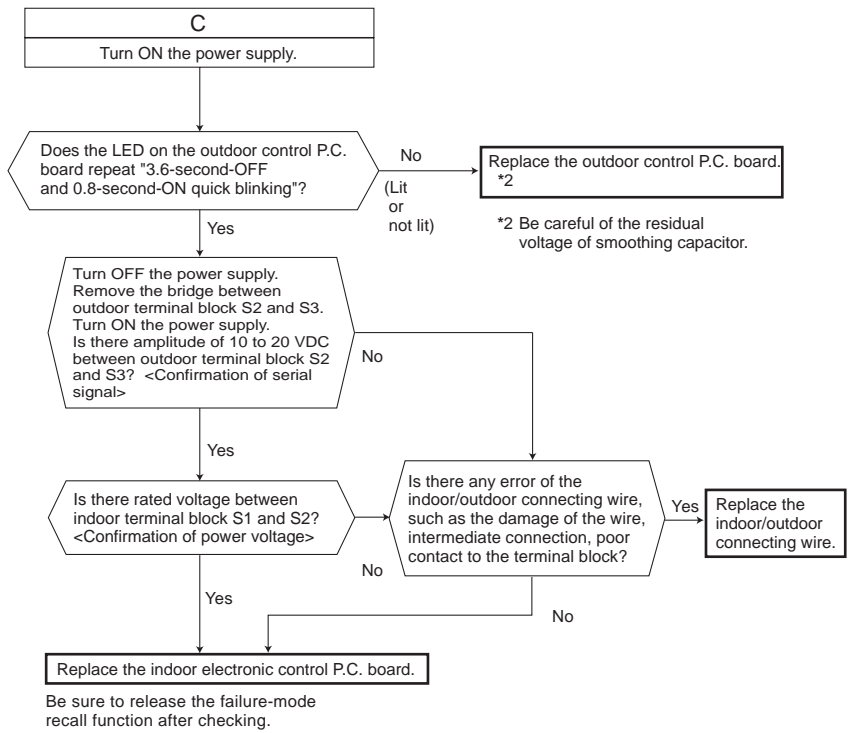 C
Turn ON the power supply.
Does the LED on the outdoor control P.C.
board repeat "3.6-second-OFF
and 0.8-second-ON quick blinking"?
No
(Lit
or
not lit)
Replace the outdoor control P.C. board.
*2
*2 Be careful of the residual
voltage of smoothing capacitor.
Yes
Turn OFF the power supply.
Remove the bridge between
outdoor terminal block S2 and S3.
Turn ON the power supply.
Is there amplitude of 10 to 20 VDC
between outdoor terminal block S2
and S3? <Confirmation of serial
signal>
No
Yes
Is there rated voltage between
indoor terminal block S1 and S2?
<Confirmation of power voltage>
No
Is there any error of the
indoor/outdoor connecting wire,
such as the damage of the wire,
intermediate connection, poor
contact to the terminal block?
Yes
Replace the
indoor/outdoor
connecting wire.
Yes
No
Replace the indoor electronic control P.C. board.
Be sure to release the failure-mode
recall function after checking.